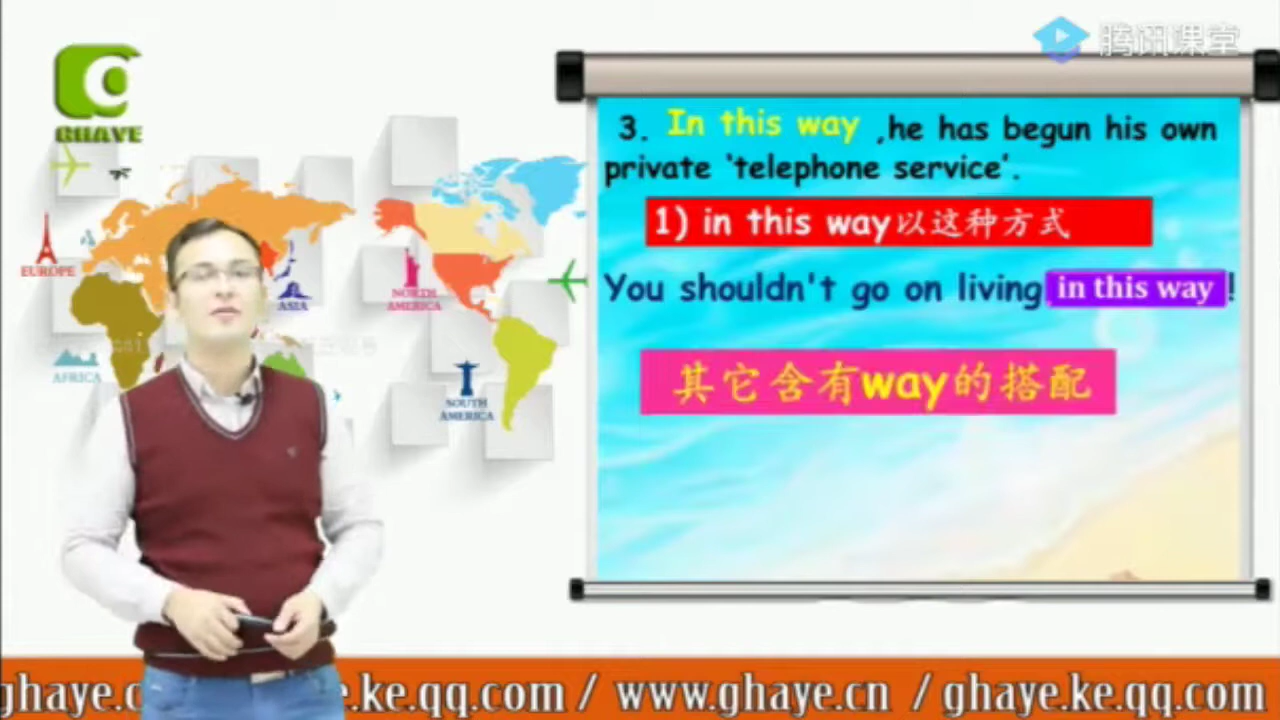 腾讯课堂
GHAYE
3. In this way ,he has begun his own
private ‘telephone service’.
1) in this way以这种方式
You shouldn't go on living in this way !
其它含有way的搭配
EUROPE
ASIA
NORTH
AMERICA
AFRICA
SOUTH
AMERICA
ghaye.c
e.ke.qq.com / www.ghaye.cn / ghaye.ke.qq.com